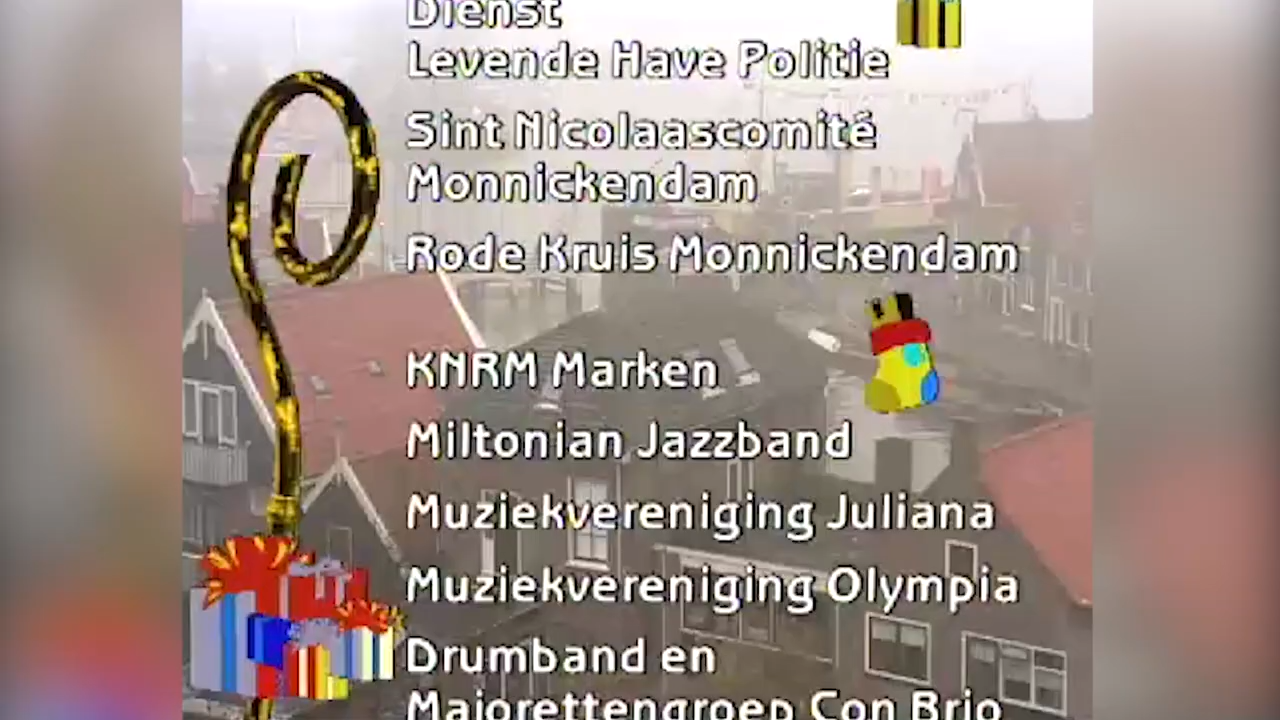 Dienst
Levende Have Politie
Sint Nicolaascomité
Monnickendam
Rode Kruis Monnickendam
KNRM Marken
Miltonian Jazzband
Muziekvereniging Juliana
Muziekvereniging Olympia
Drumband en
Majorettengroep Con Brio